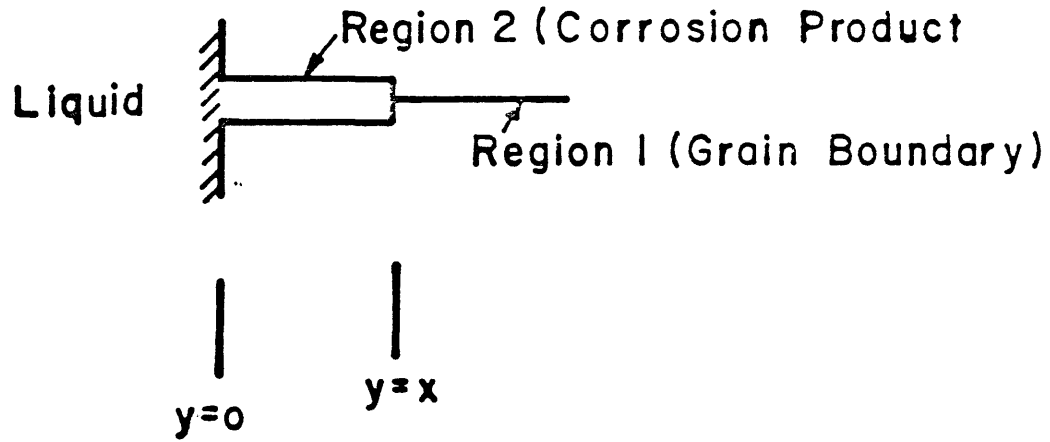 Region 2 (Corrosion Product
Liquid
Region 1 (Grain Boundary)
y=o
y=x